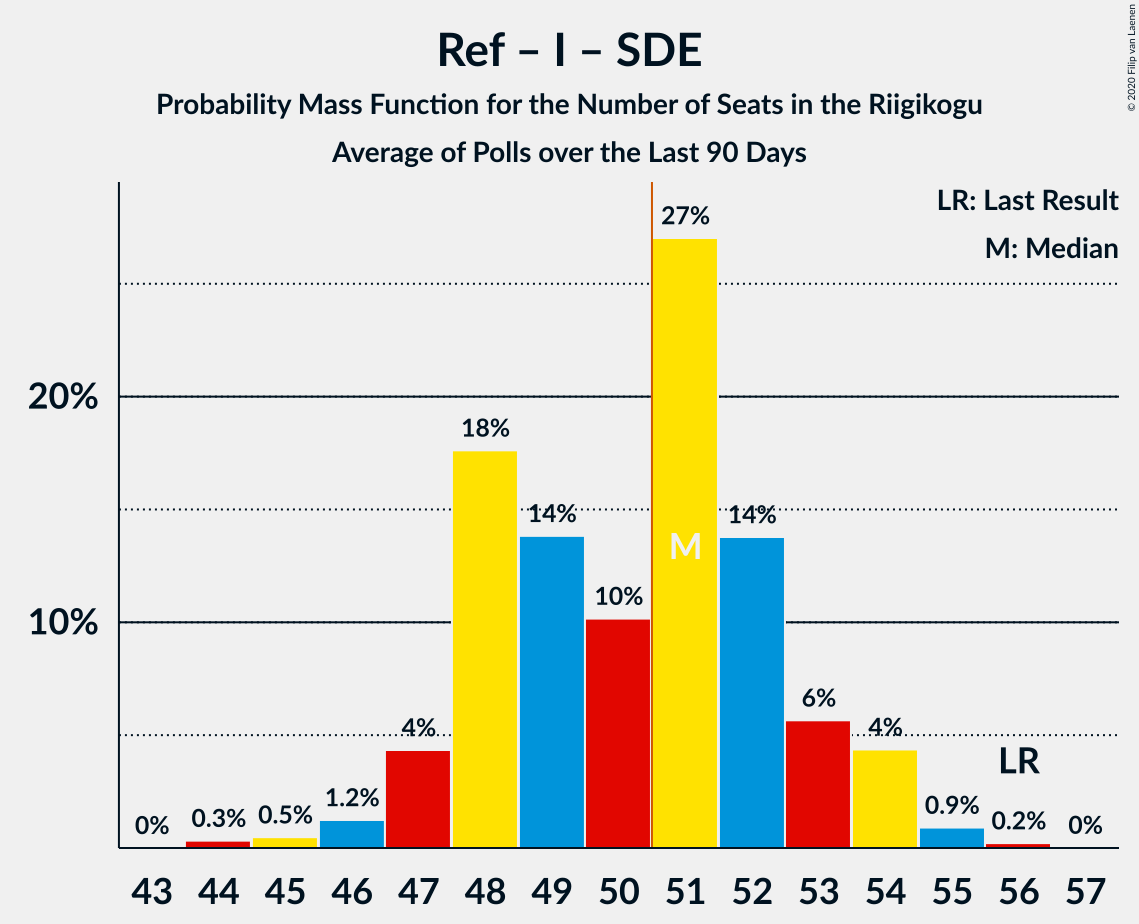 Ref – I – SDE
Probability Mass Function for the Number of Seats in the Riigikogu
Average of Polls over the Last 90 Days
© 2020 Filip van Laenen
LR: Last Result
M: Median
27%
20%
18%
14%
14%
M
10%
10%
6%
4%
4%
LR
1.2%
0.9%
0.5%
0.3%
0.2%
0%
0%
43 44 45 46 47 48 49 50 51 52 53 54 55 56 57